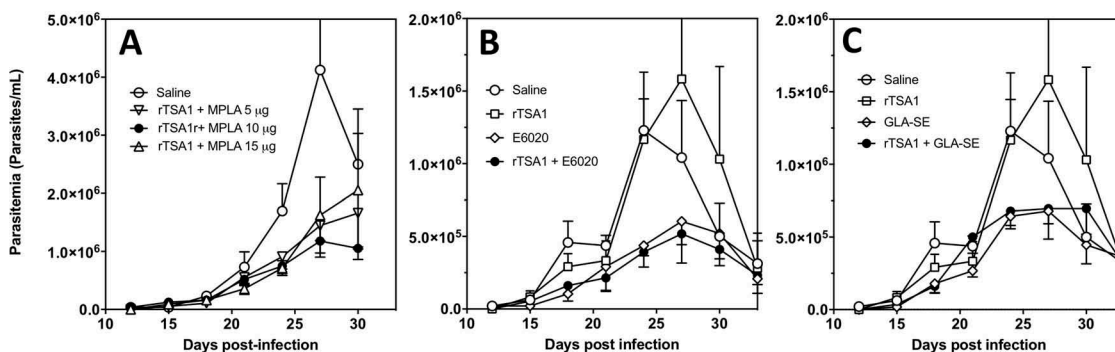 A
B
C
Parasitemia (Parasites/mL)
5.0×10⁶
4.0×10⁶
3.0×10⁶
2.0×10⁶
1.0×10⁶
0.0
Saline
rTSA1 + MPLA 5 µg
rTSA1r+ MPLA 10 µg
rTSA1 + MPLA 15 µg
10 15 20 25 30
Days post-infection
2.0×10⁶
1.5×10⁶
1.0×10⁶
5.0×10⁵
0.0
Saline
rTSA1
E6020
rTSA1 + E6020
10 15 20 25 30
Days post infection
2.0×10⁶
1.5×10⁶
1.0×10⁶
5.0×10⁵
0.0
Saline
rTSA1
GLA-SE
rTSA1 + GLA-SE
10 15 20 25 30
Days post infection